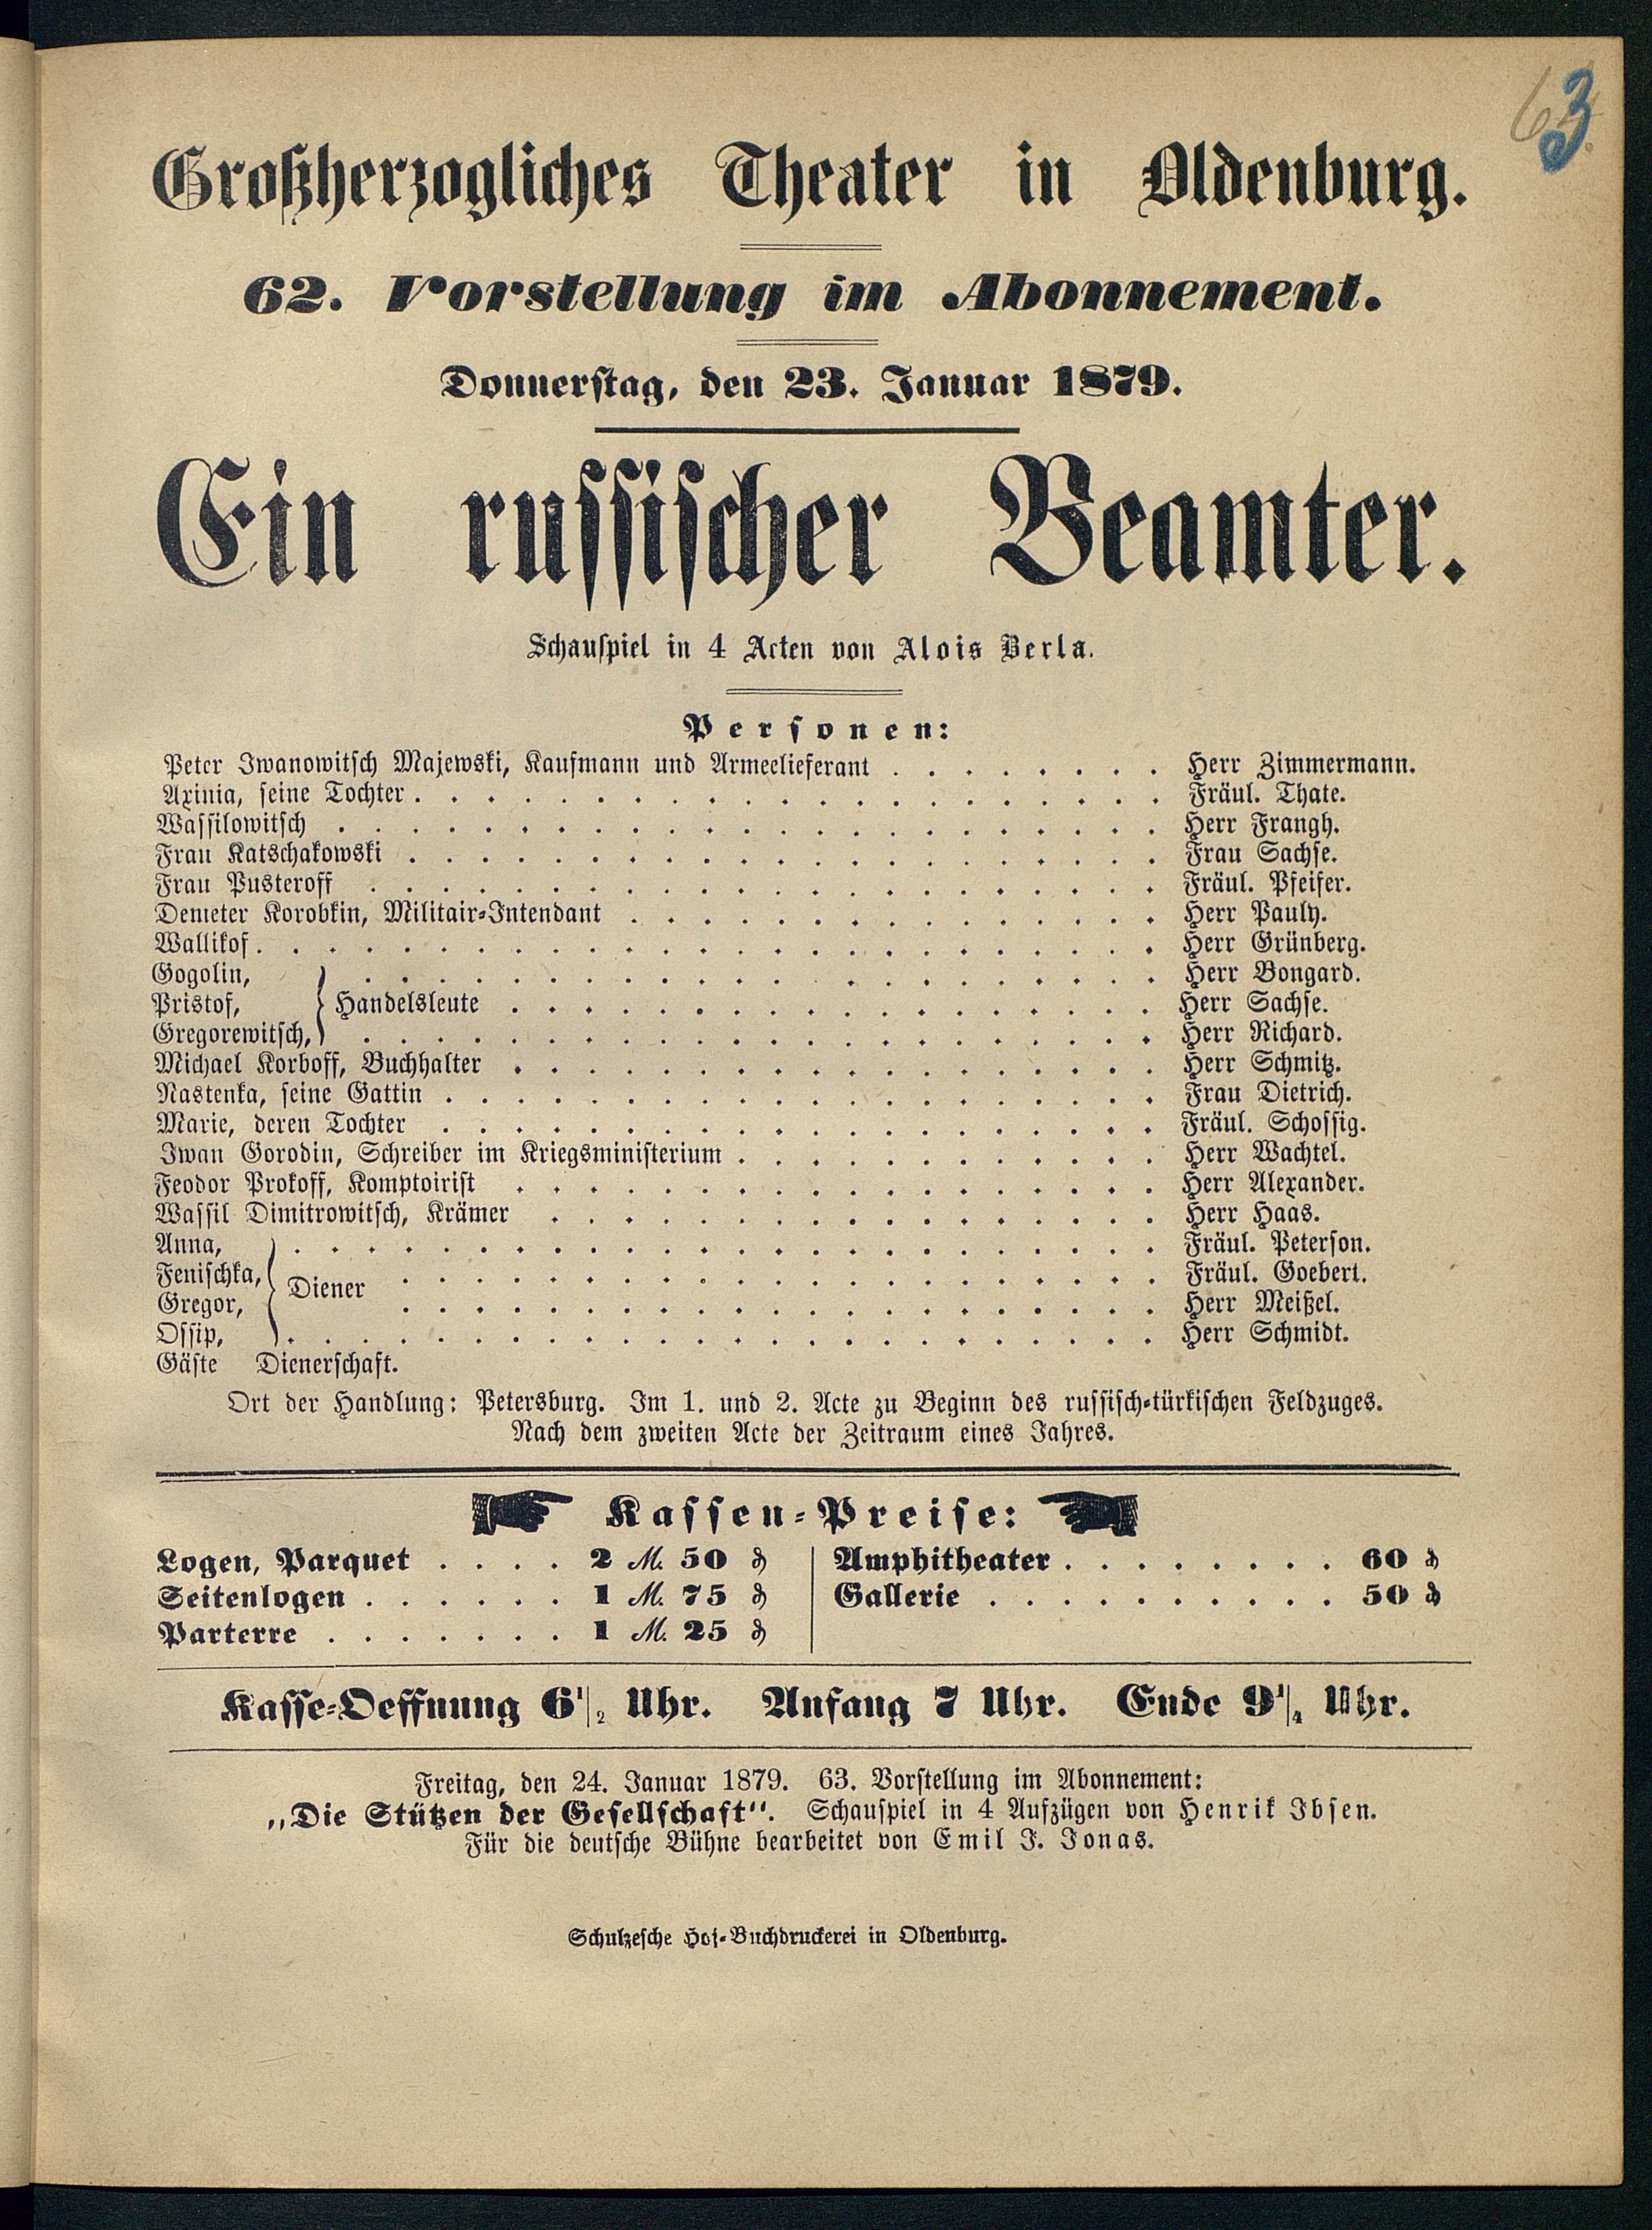 63
Großherzogliches Theater in Oldenburg.
62. Vorstellung im Abonnement.
Donnerstag, den 23. Januar 1879.
Ein russischer Beamter.
Schauspiel in 4 Acten von Alois Berla.
Personen:
Peter Iwanowitsch Majewski, Kaufmann und Armeelieferant . . . . . . . . Herr Zimmermann.
Axinia, seine Tochter . . . . . . . . Fräul. Thate.
Wassilowitsch . . . . . . . . Herr Frangh.
Frau Katschakowski . . . . . . . . Frau Sachse.
Frau Pusteroff . . . . . . . . Fräul. Pfeifer.
Demeter Korobkin, Militair-Intendant . . . . . . . . Herr Pauly.
Wallikof . . . . . . . . Herr Grünberg.
Gogolin, . . . . . . . . Herr Bongard.
Pristof, } Handelsleute . . . . . . . . Herr Sachse.
Gregorewitsch, . . . . . . . . Herr Richard.
Michael Korboff, Buchhalter . . . . . . . . Herr Schmitz.
Nastenka, seine Gattin . . . . . . . . Frau Dietrich.
Marie, deren Tochter . . . . . . . . Fräul. Schossig.
Iwan Gorodin, Schreiber im Kriegsministerium . . . . . . . . Herr Wachtel.
Feodor Prokoff, Komptoirist . . . . . . . . Herr Alexander.
Wassil Dimitrowitsch, Krämer . . . . . . . . Herr Haas.
Anna, . . . . . . . . Fräul. Peterson.
Fenischka, } Diener . . . . . . . . Fräul. Goebert.
Gregor, . . . . . . . . Herr Meißel.
Ossip, . . . . . . . . Herr Schmidt.
Gäste Dienerschaft.
Ort der Handlung: Petersburg. Im 1. und 2. Acte zu Beginn des russisch-türkischen Feldzuges.
Nach dem zweiten Acte der Zeitraum eines Jahres.
Kassen-Preise:
Logen, Parquet . . . . 2 M. 50 ₰
Seitenlogen . . . . . . 1 M. 75 ₰
Parterre . . . . . . . 1 M. 25 ₰
Amphitheater . . . . . . . . 60 ₰
Gallerie . . . . . . . . . . 50 ₰
Kasse-Oeffnung 6 1/2 Uhr. Anfang 7 Uhr. Ende 9 1/4 Uhr.
Freitag, den 24. Januar 1879. 63. Vorstellung im Abonnement:
„Die Stützen der Gesellschaft". Schauspiel in 4 Aufzügen von Henrik Ibsen.
Für die deutsche Bühne bearbeitet von Emil J. Jonas.
Schulzesche Hof-Buchdruckerei in Oldenburg.